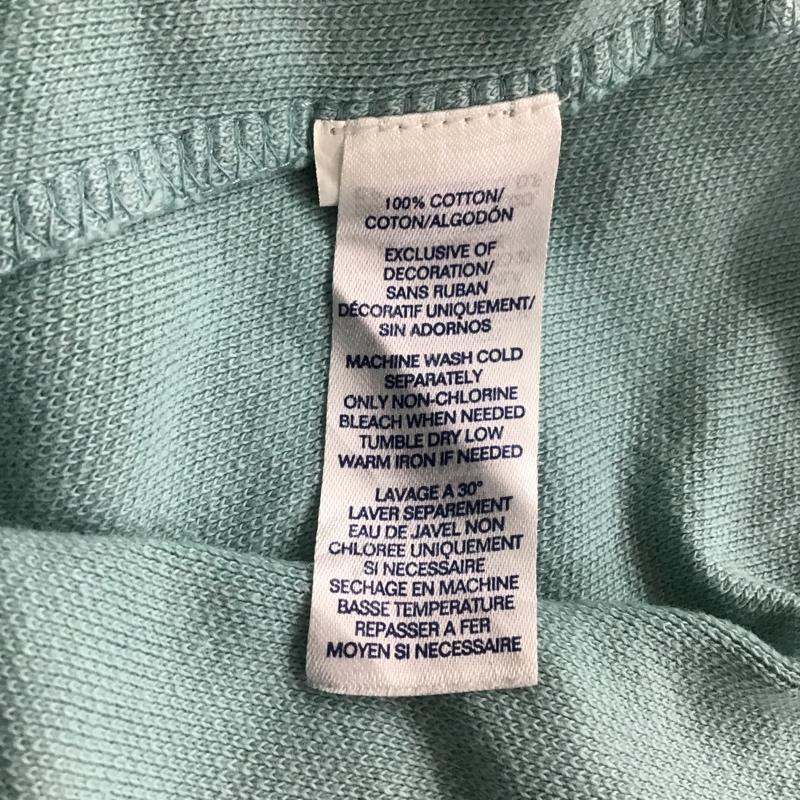 100% COTTON/
COTON/ALGODÓN
EXCLUSIVE OF
DECORATION/
SANS RUBAN
DÉCORATIF UNIQUEMENT/
SIN ADORNOS
MACHINE WASH COLD
SEPARATELY
ONLY NON-CHLORINE
BLEACH WHEN NEEDED
TUMBLE DRY LOW
WARM IRON IF NEEDED
LAVAGE A 30°
LAVER SEPAREMENT
EAU DE JAVEL NON
CHLOREE UNIQUEMENT
SI NECESSAIRE
SECHAGE EN MACHINE
BASSE TEMPERATURE
REPASSER A FER
MOYEN SI NECESSAIRE